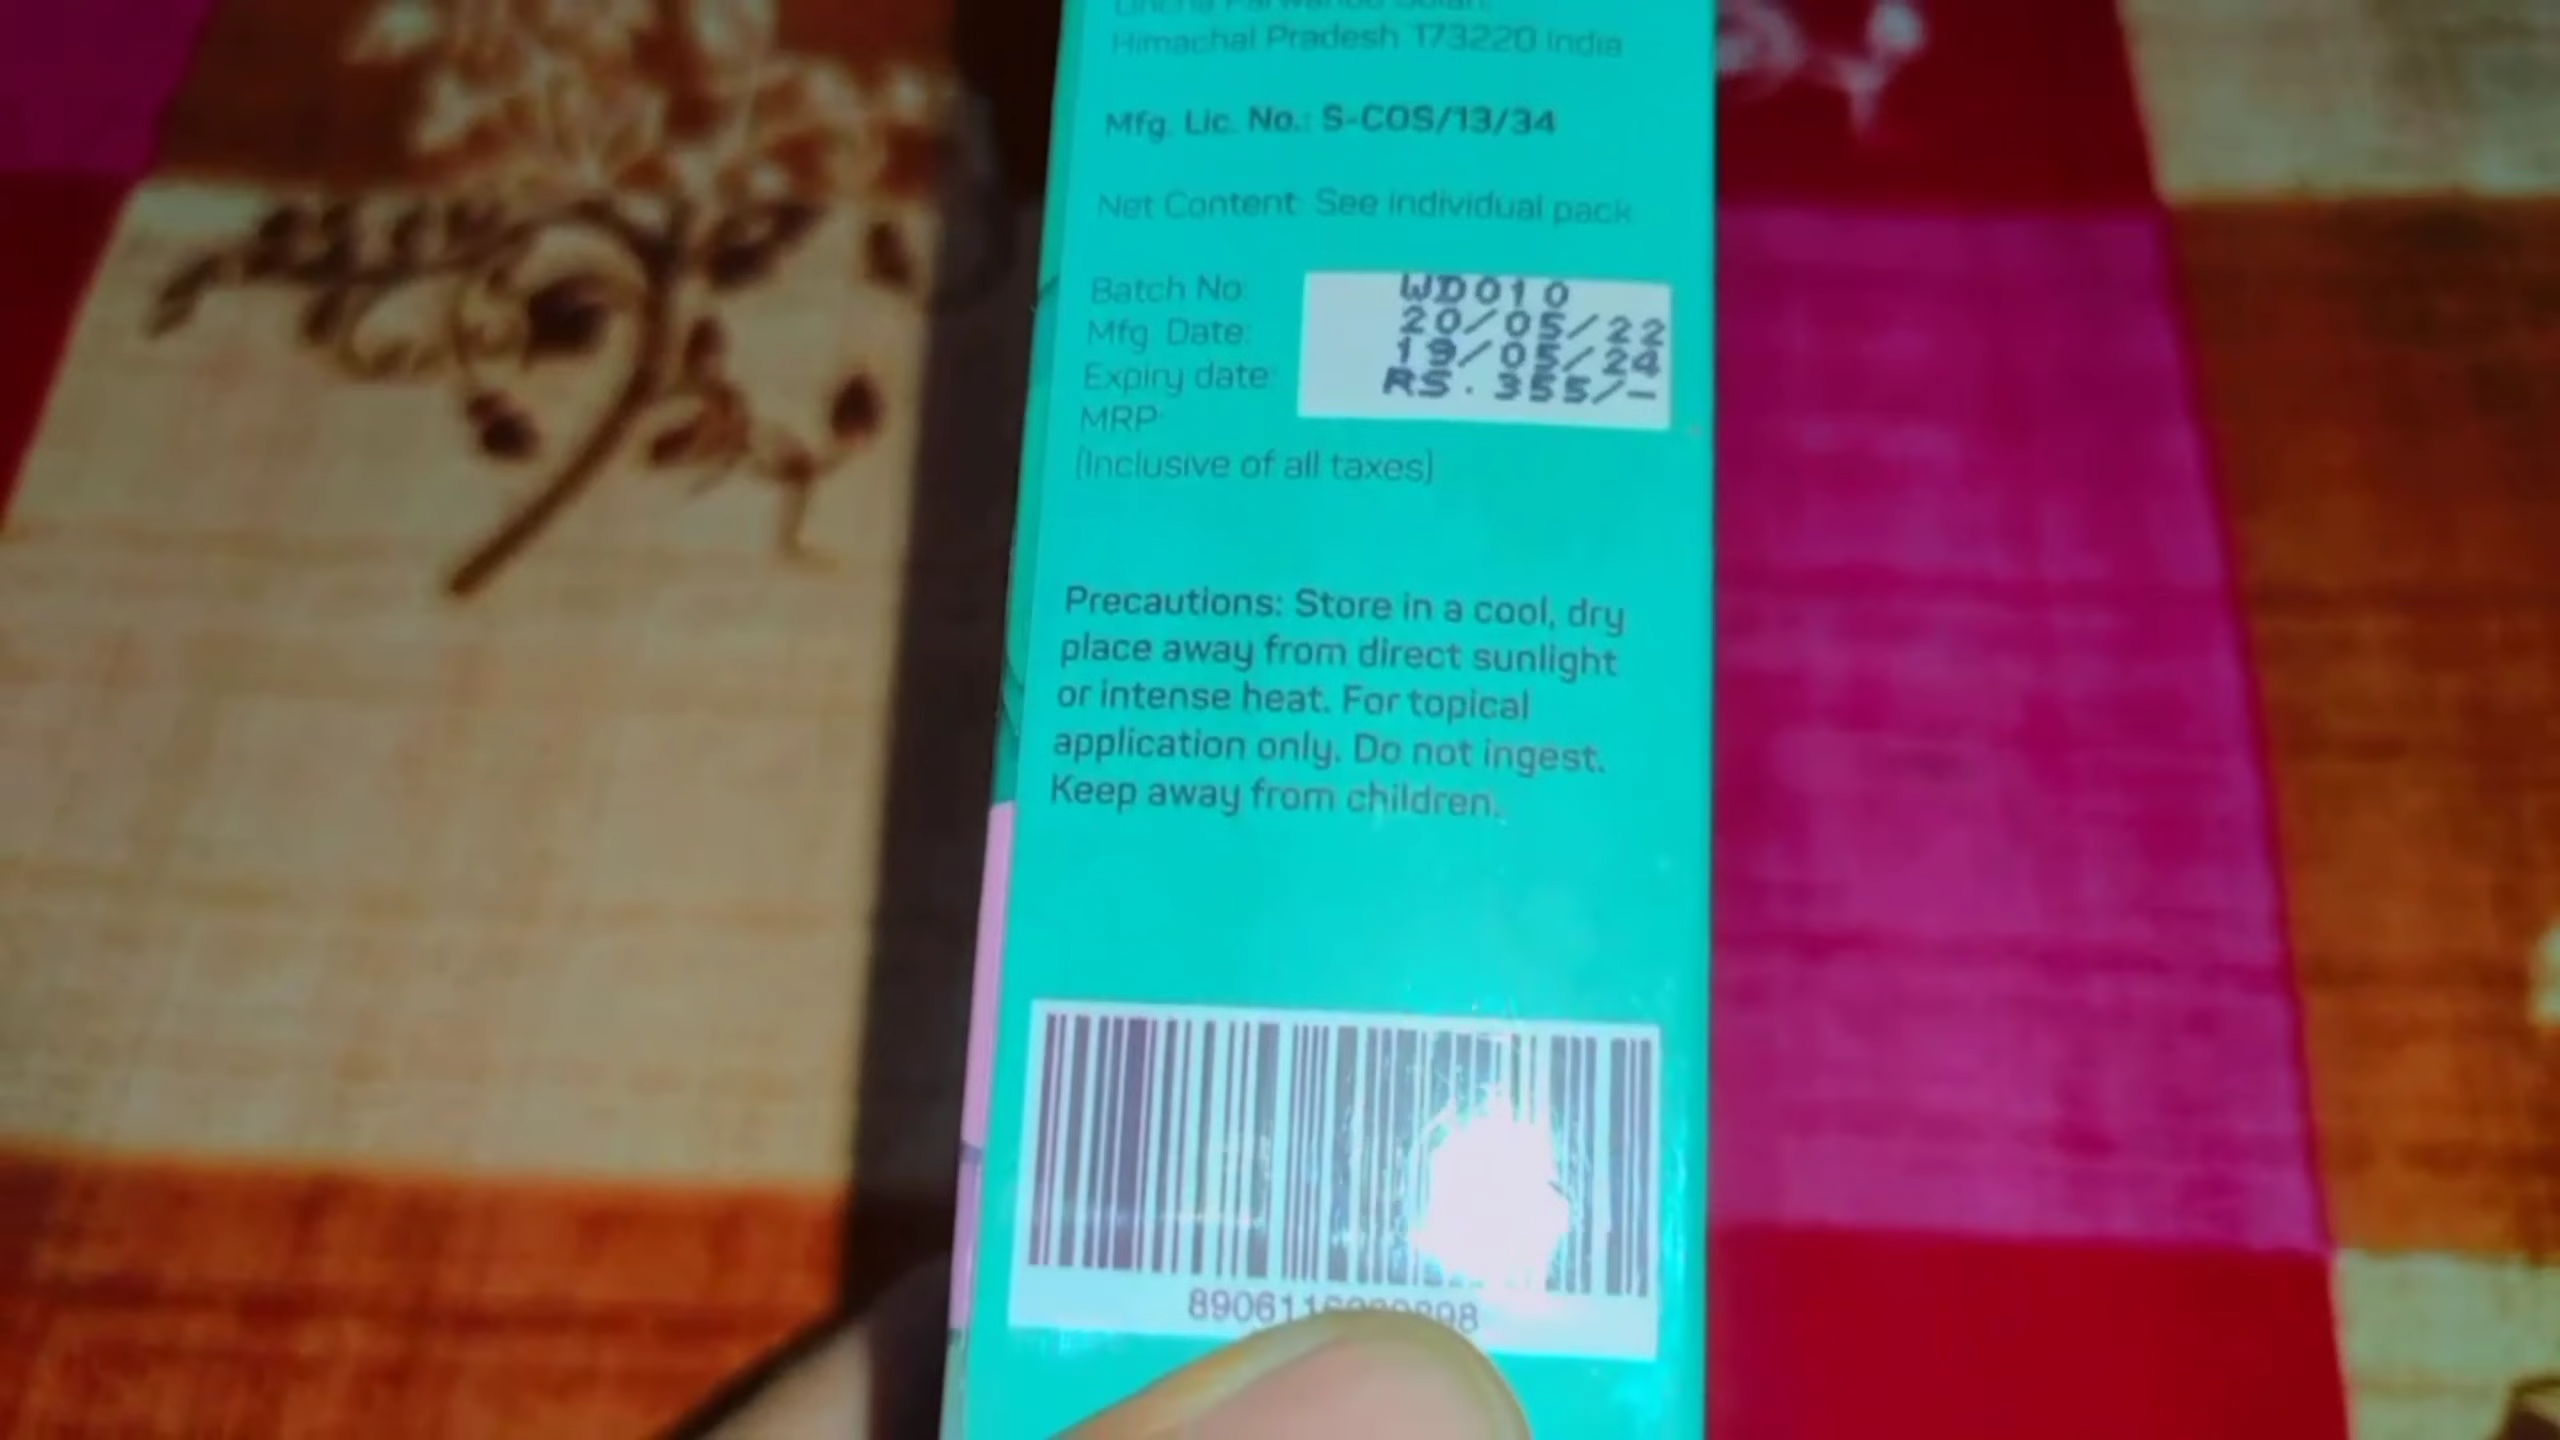 Himachal Pradesh 173220 India
Mfg. Lic. No.: S-COS/13/34
Net Content: See individual pack
Batch No: WD010
Mfg. Date: 20/05/22
Expiry date: 19/05/24
MRP: RS. 355/-
(Inclusive of all taxes)
Precautions: Store in a cool, dry
place away from direct sunlight
or intense heat. For topical
application only. Do not ingest.
Keep away from children.